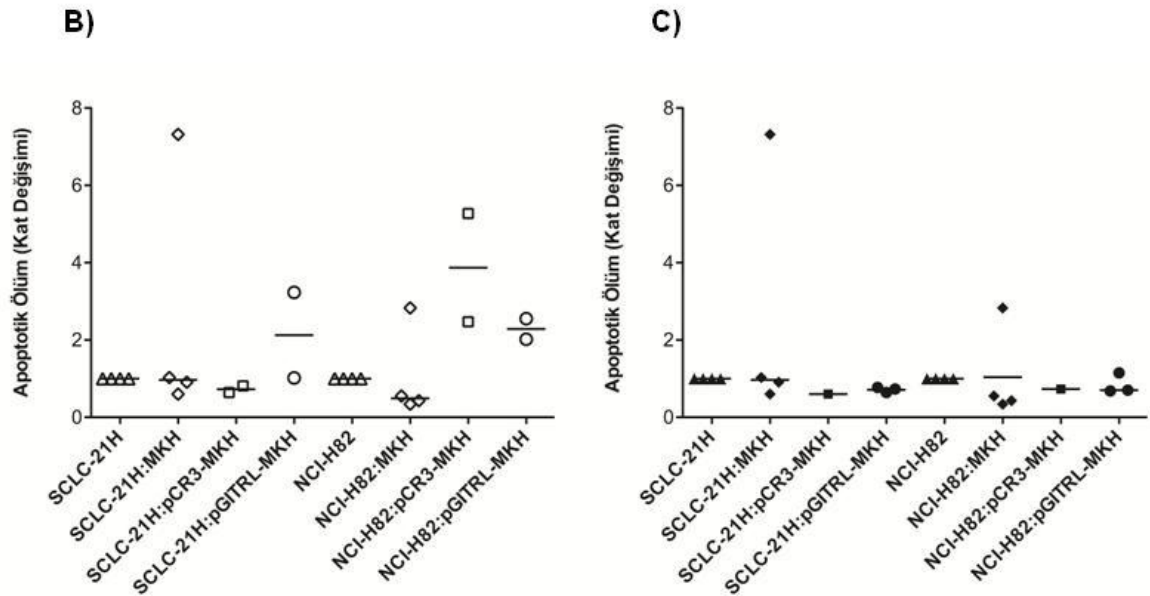 B)
Apoptotik Ölüm (Kat Değişimi)
8
6
4
2
0
SCLC-21H
SCLC-21H:MKH
SCLC-21H:pCR3-MKH
SCLC-21H:pGITRL-MKH
NCI-H82
NCI-H82:MKH
NCI-H82:pCR3-MKH
NCI-H82:pGITRL-MKH
C)
Apoptotik Ölüm (Kat Değişimi)
8
6
4
2
0
SCLC-21H
SCLC-21H:MKH
SCLC-21H:pCR3-MKH
SCLC-21H:pGITRL-MKH
NCI-H82
NCI-H82:MKH
NCI-H82:pCR3-MKH
NCI-H82:pGITRL-MKH